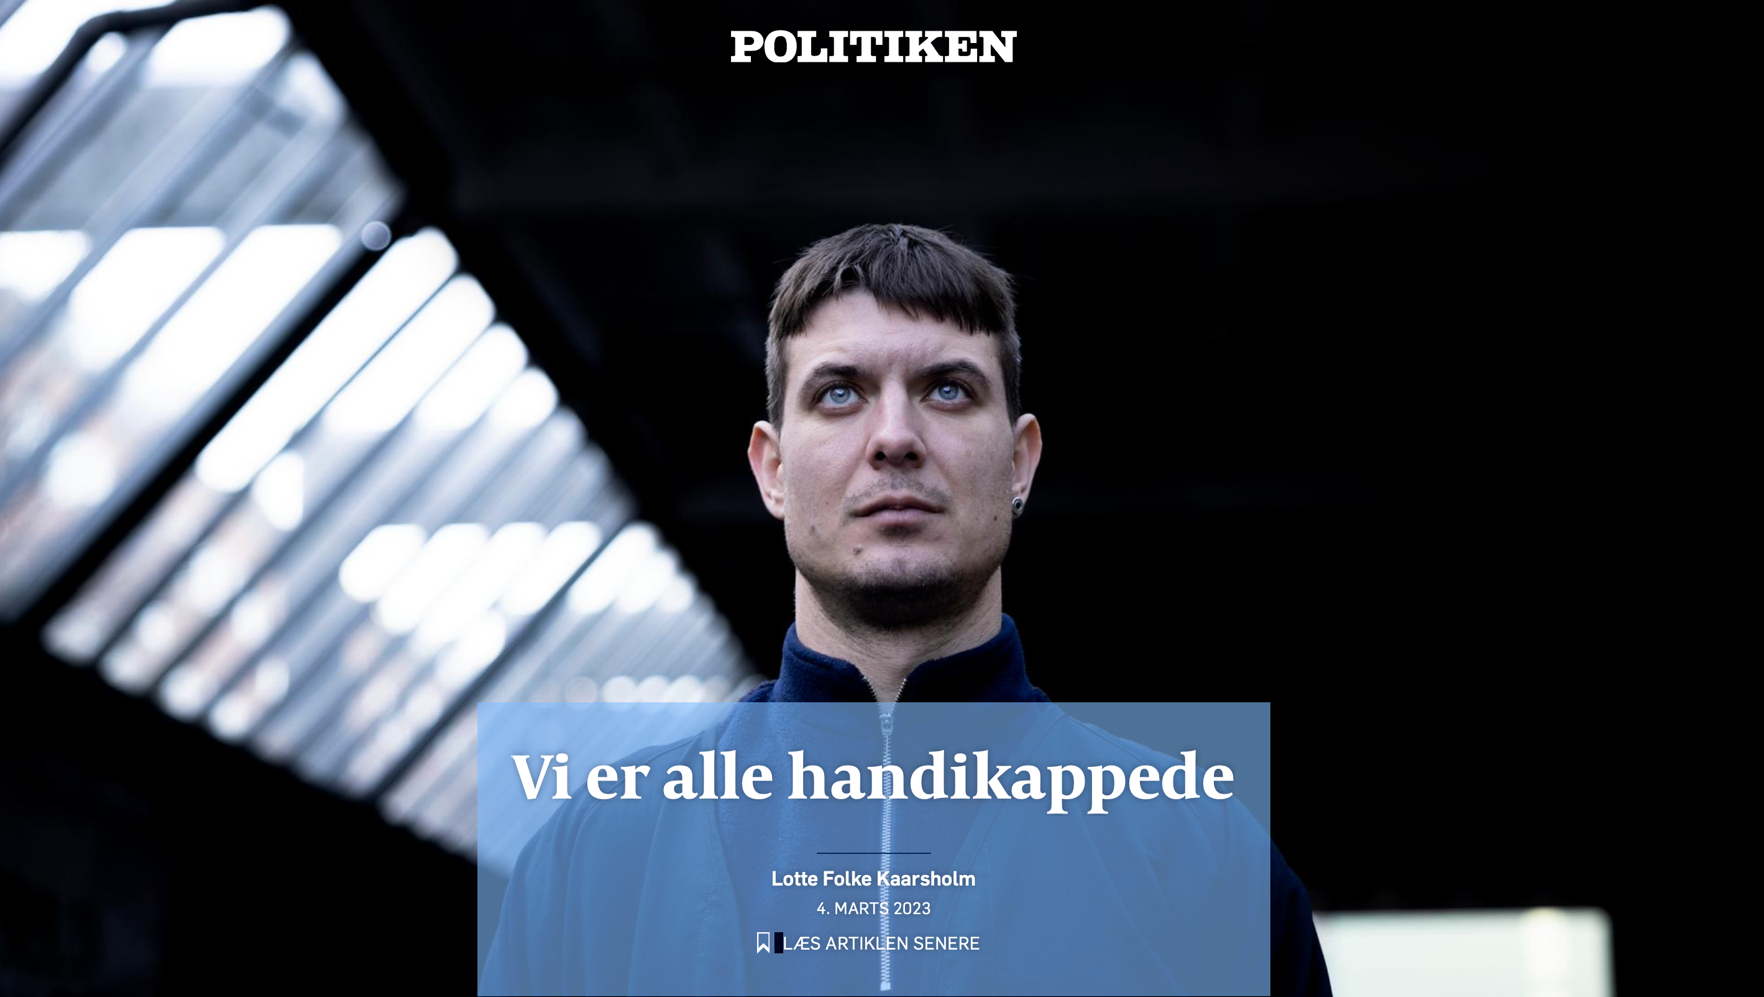 POLITIKEN
Vi er alle handikappede
Lotte Folke Kaarsholm
4. MARTS 2023
LÆS ARTIKLEN SENERE